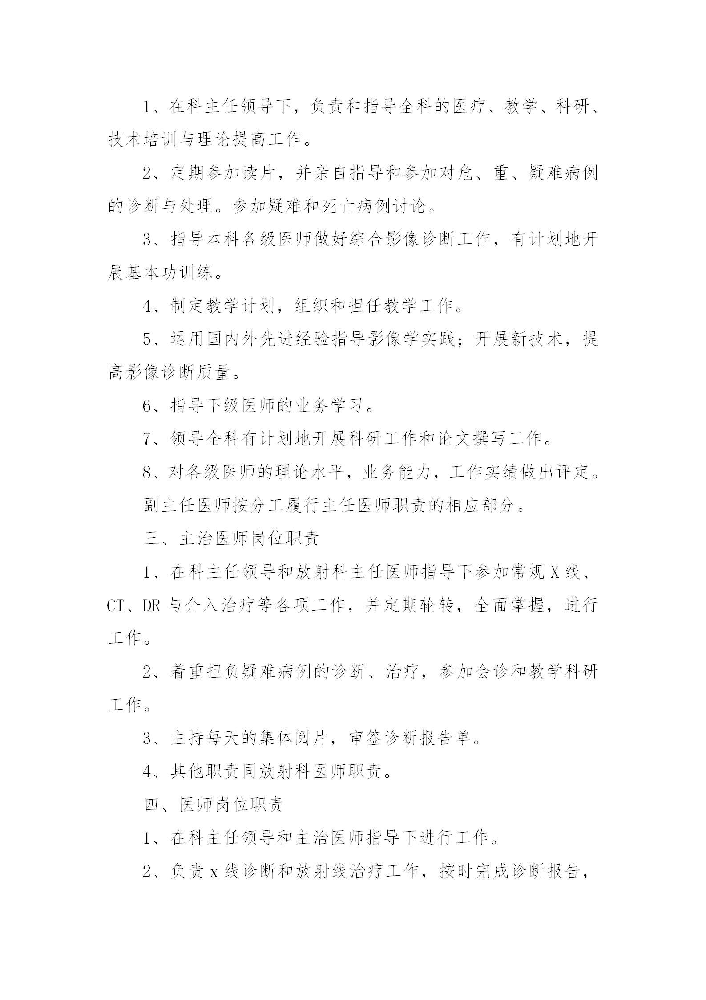 1、在科主任领导下，负责和指导全科的医疗、教学、科研、
技术培训与理论提高工作。
2、定期参加读片，并亲自指导和参加对危、重、疑难病例
的诊断与处理。参加疑难和死亡病例讨论。
3、指导本科各级医师做好综合影像诊断工作，有计划地开
展基本功训练。
4、制定教学计划，组织和担任教学工作。
5、运用国内外先进经验指导影像学实践；开展新技术，提
高影像诊断质量。
6、指导下级医师的业务学习。
7、领导全科有计划地开展科研工作和论文撰写工作。
8、对各级医师的理论水平，业务能力，工作实绩做出评定。
副主任医师按分工履行主任医师职责的相应部分。
三、主治医师岗位职责
1、在科主任领导和放射科主任医师指导下参加常规 X 线、
CT、DR 与介入治疗等各项工作，并定期轮转，全面掌握，进行
工作。
2、着重担负疑难病例的诊断、治疗，参加会诊和教学科研
工作。
3、主持每天的集体阅片，审签诊断报告单。
4、其他职责同放射科医师职责。
四、医师岗位职责
1、在科主任领导和主治医师指导下进行工作。
2、负责 x 线诊断和放射线治疗工作，按时完成诊断报告，